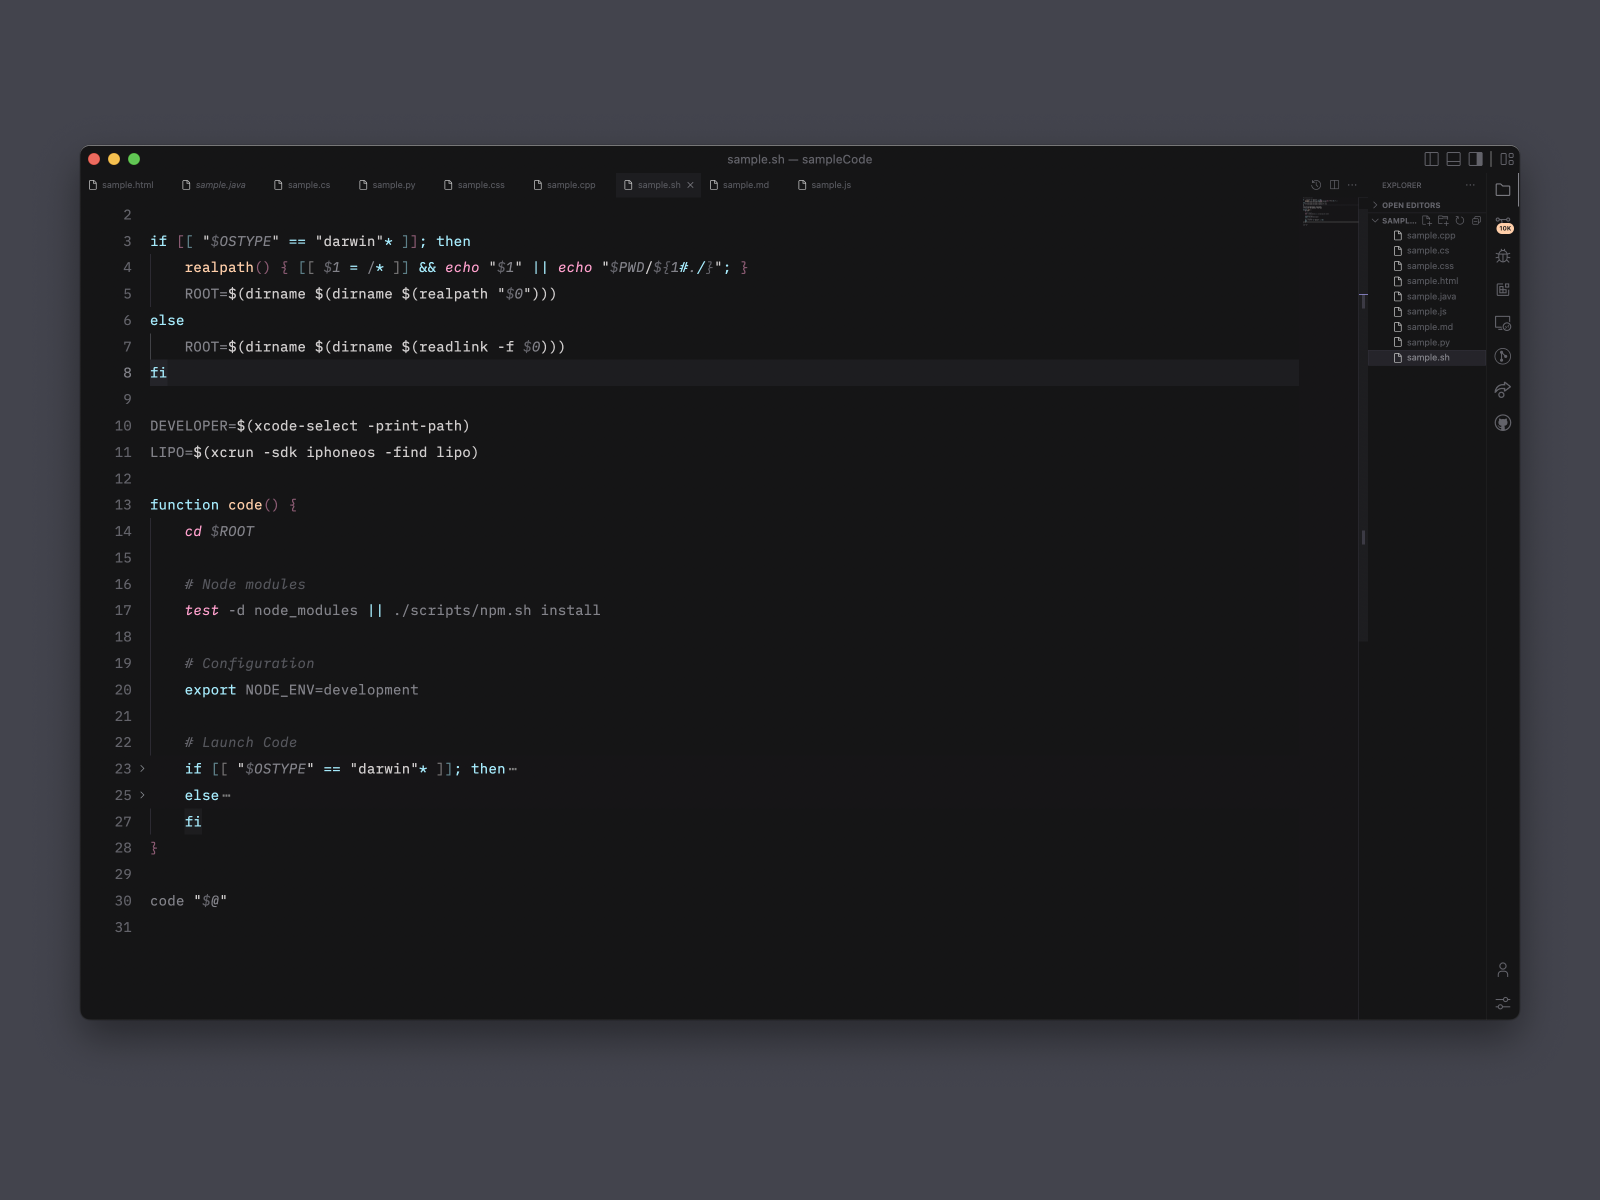 sample.sh — sampleCode
sample.html sample.java sample.cs sample.py sample.css sample.cpp sample.sh sample.md sample.js
2
3 if [[ "$OSTYPE" == "darwin"* ]]; then
4 realpath() { [[ $1 = /* ]] && echo "$1" || echo "$PWD/${1#./}"; }
5 ROOT=$(dirname $(dirname $(realpath "$0")))
6 else
7 ROOT=$(dirname $(dirname $(readlink -f $0)))
8 fi
9
10 DEVELOPER=$(xcode-select -print-path)
11 LIPO=$(xcrun -sdk iphoneos -find lipo)
12
13 function code() {
14 cd $ROOT
15
16 # Node modules
17 test -d node_modules || ./scripts/npm.sh install
18
19 # Configuration
20 export NODE_ENV=development
21
22 # Launch Code
23 if [[ "$OSTYPE" == "darwin"* ]]; then ⋯
25 else ⋯
27 fi
28 }
29
30 code "$@"
31
EXPLORER
OPEN EDITORS
SAMPL...
sample.cpp
sample.cs
sample.css
sample.html
sample.java
sample.js
sample.md
sample.py
sample.sh
10K